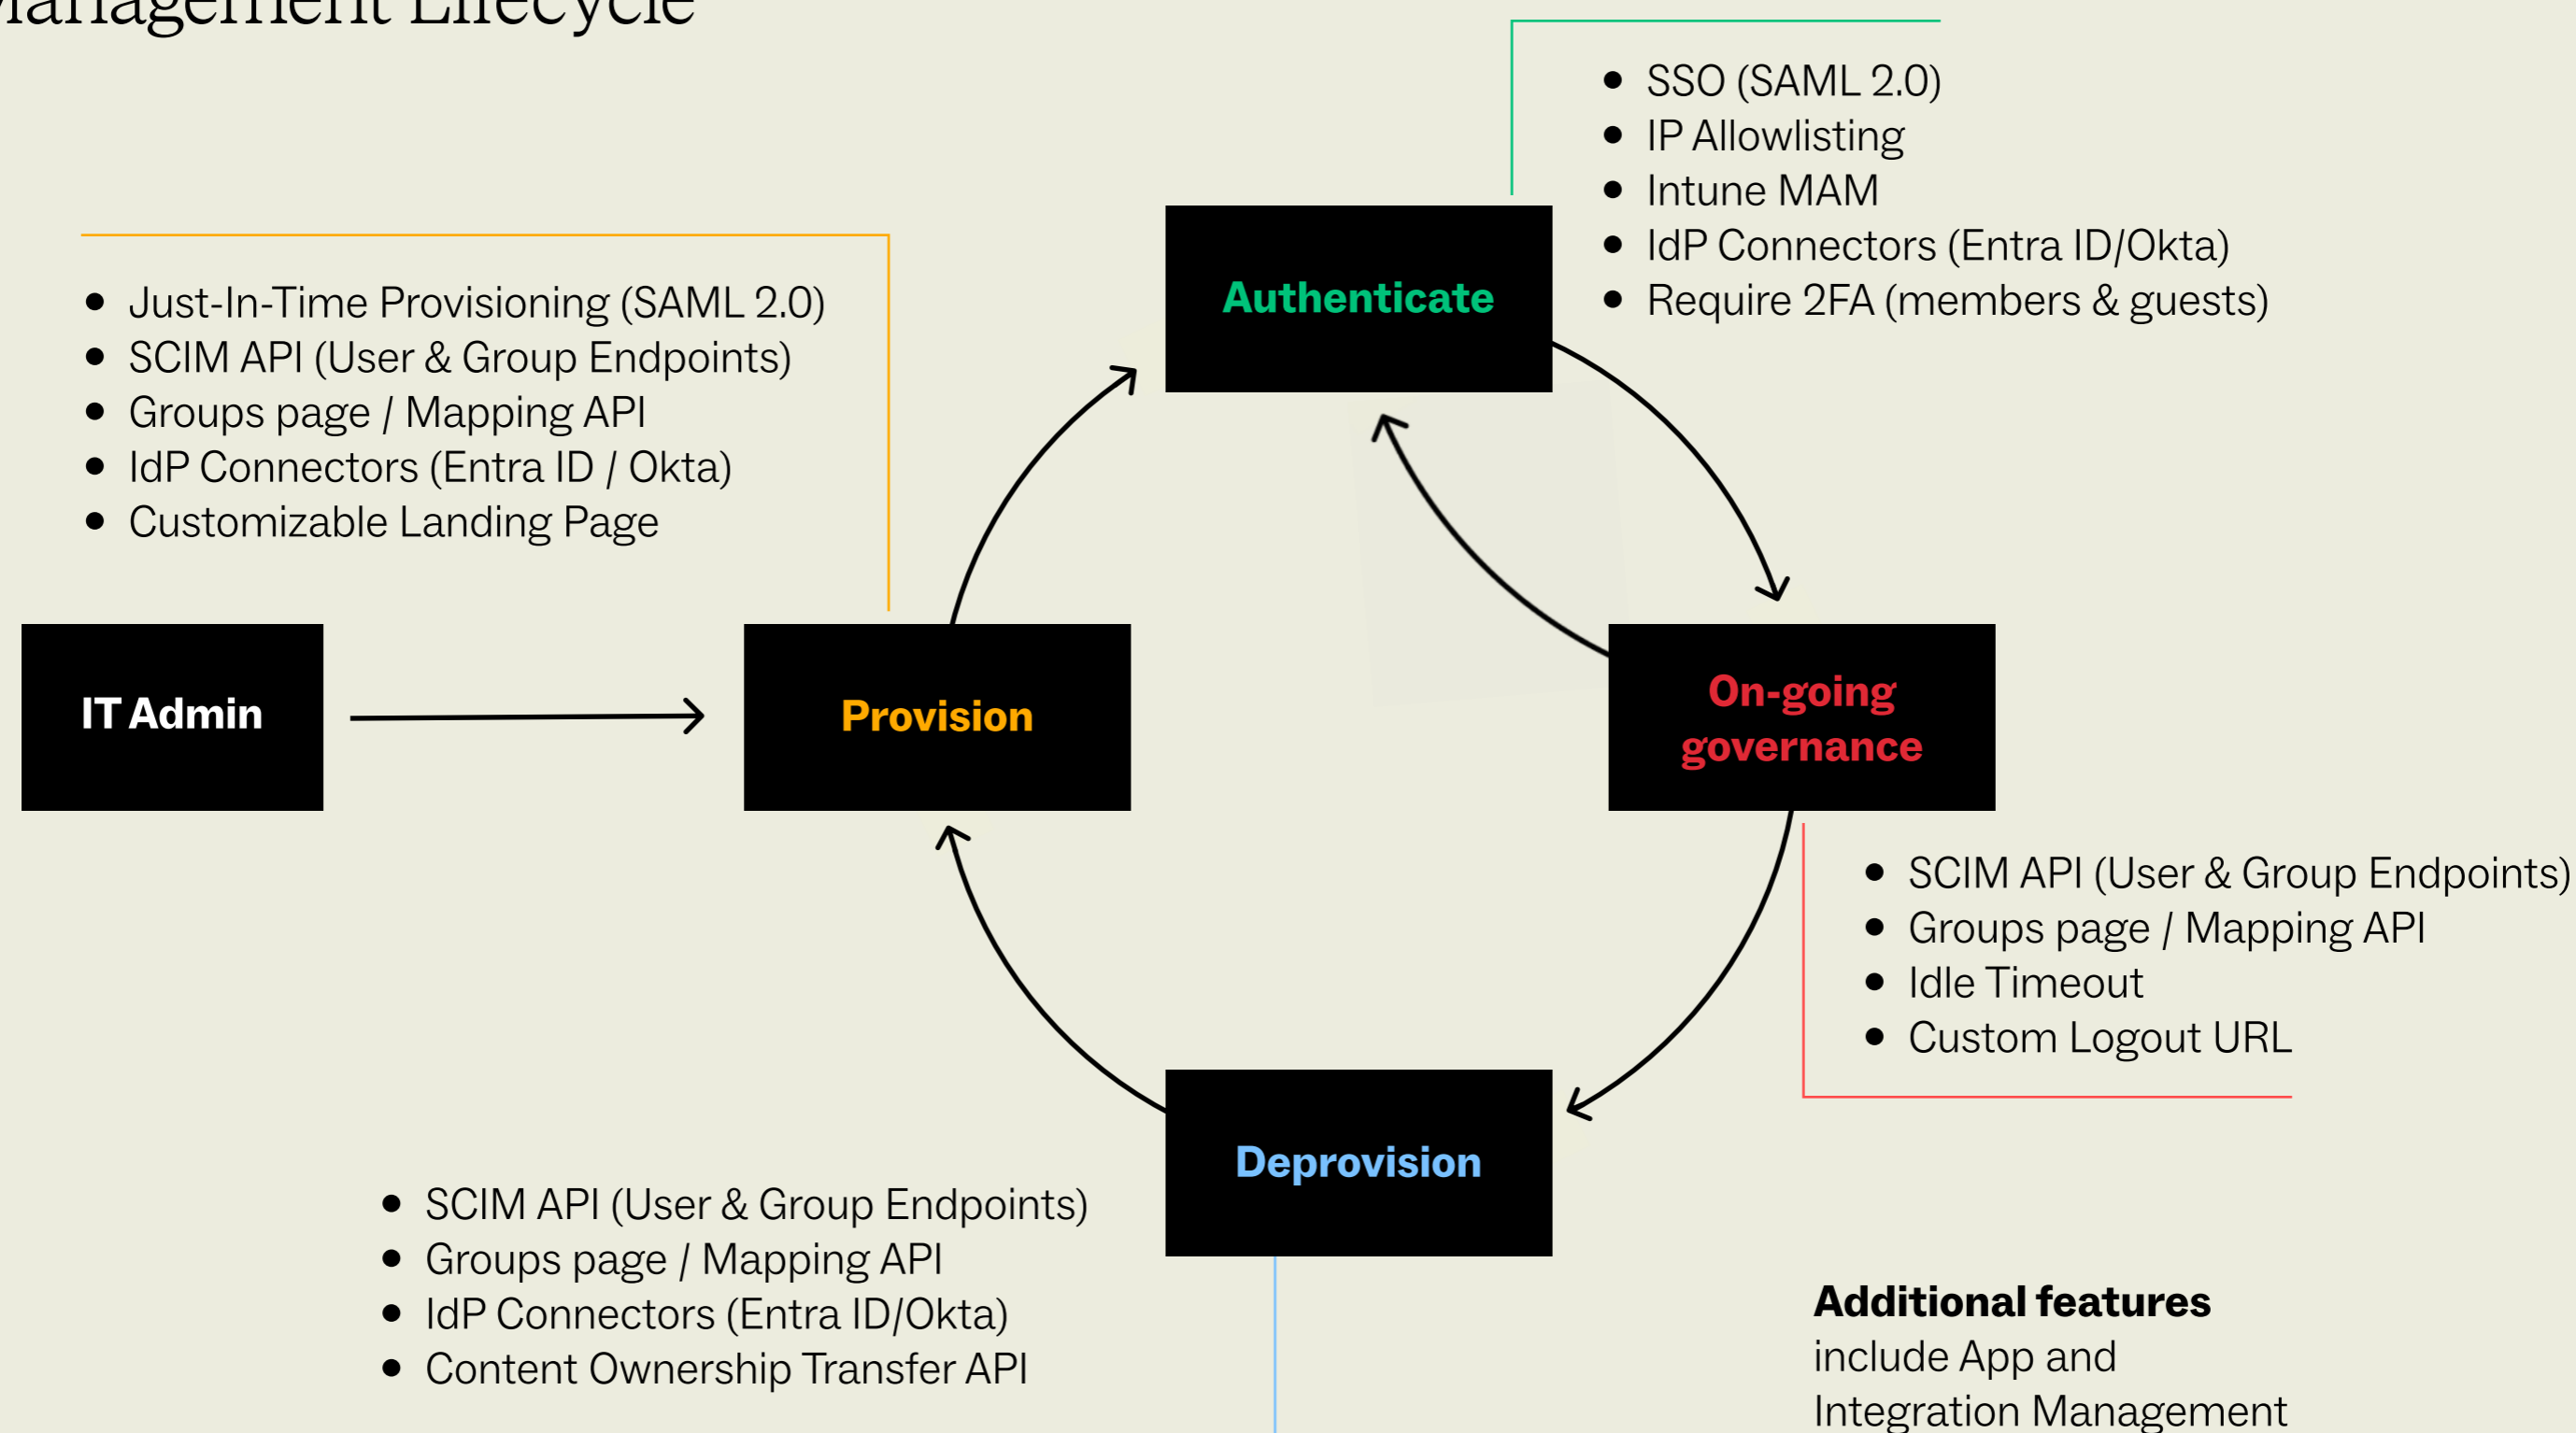 Management Lifecycle
• SSO (SAML 2.0)
• IP Allowlisting
• Intune MAM
• IdP Connectors (Entra ID/Okta)
• Require 2FA (members & guests)
Authenticate
• Just-In-Time Provisioning (SAML 2.0)
• SCIM API (User & Group Endpoints)
• Groups page / Mapping API
• IdP Connectors (Entra ID / Okta)
• Customizable Landing Page
IT Admin
Provision
On-going
governance
• SCIM API (User & Group Endpoints)
• Groups page / Mapping API
• Idle Timeout
• Custom Logout URL
Deprovision
• SCIM API (User & Group Endpoints)
• Groups page / Mapping API
• IdP Connectors (Entra ID/Okta)
• Content Ownership Transfer API
Additional features
include App and
Integration Management